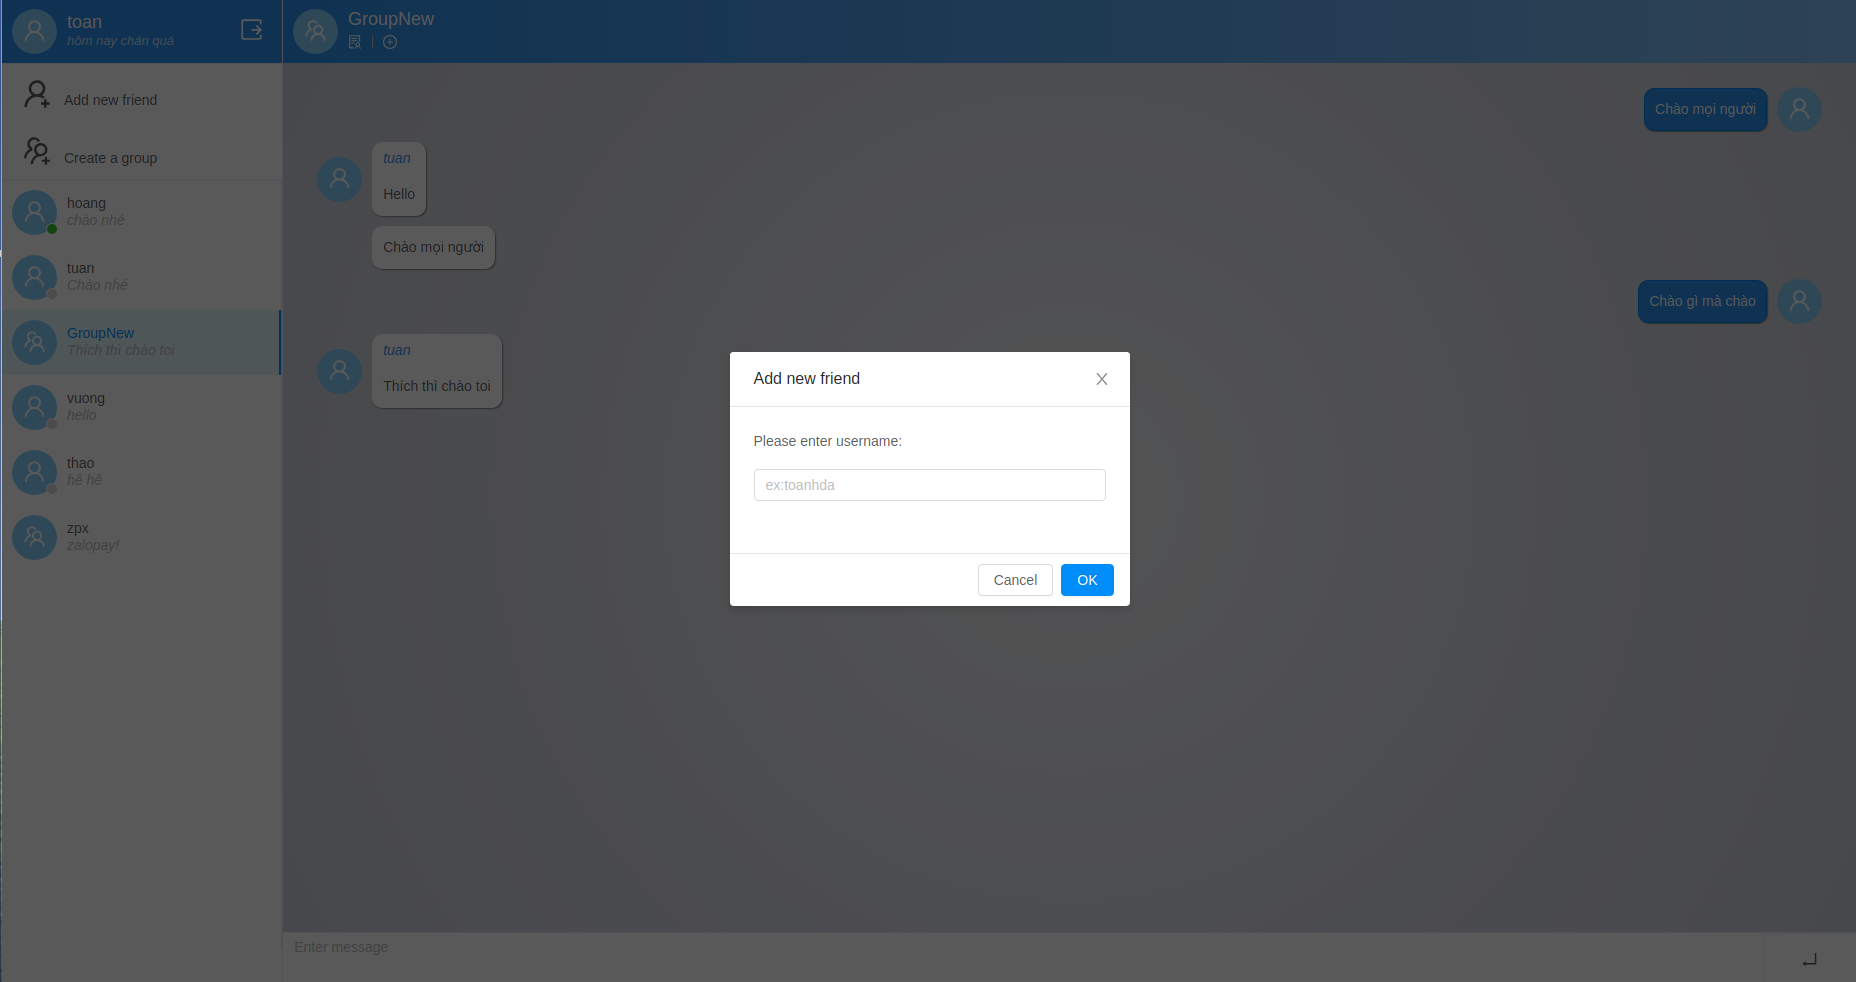 toan
hôm nay chán quá
Add new friend
Create a group
hoang
chào nhé
tuan
Chào nhé
GroupNew
Thích thì chào toi
vuong
hello
thao
hê hê
zpx
zalopay!
GroupNew
Chào mọi người
tuan
Hello
Chào mọi người
Chào gì mà chào
tuan
Thích thì chào toi
Add new friend
Please enter username:
ex:toanhda
Cancel
OK
Enter message